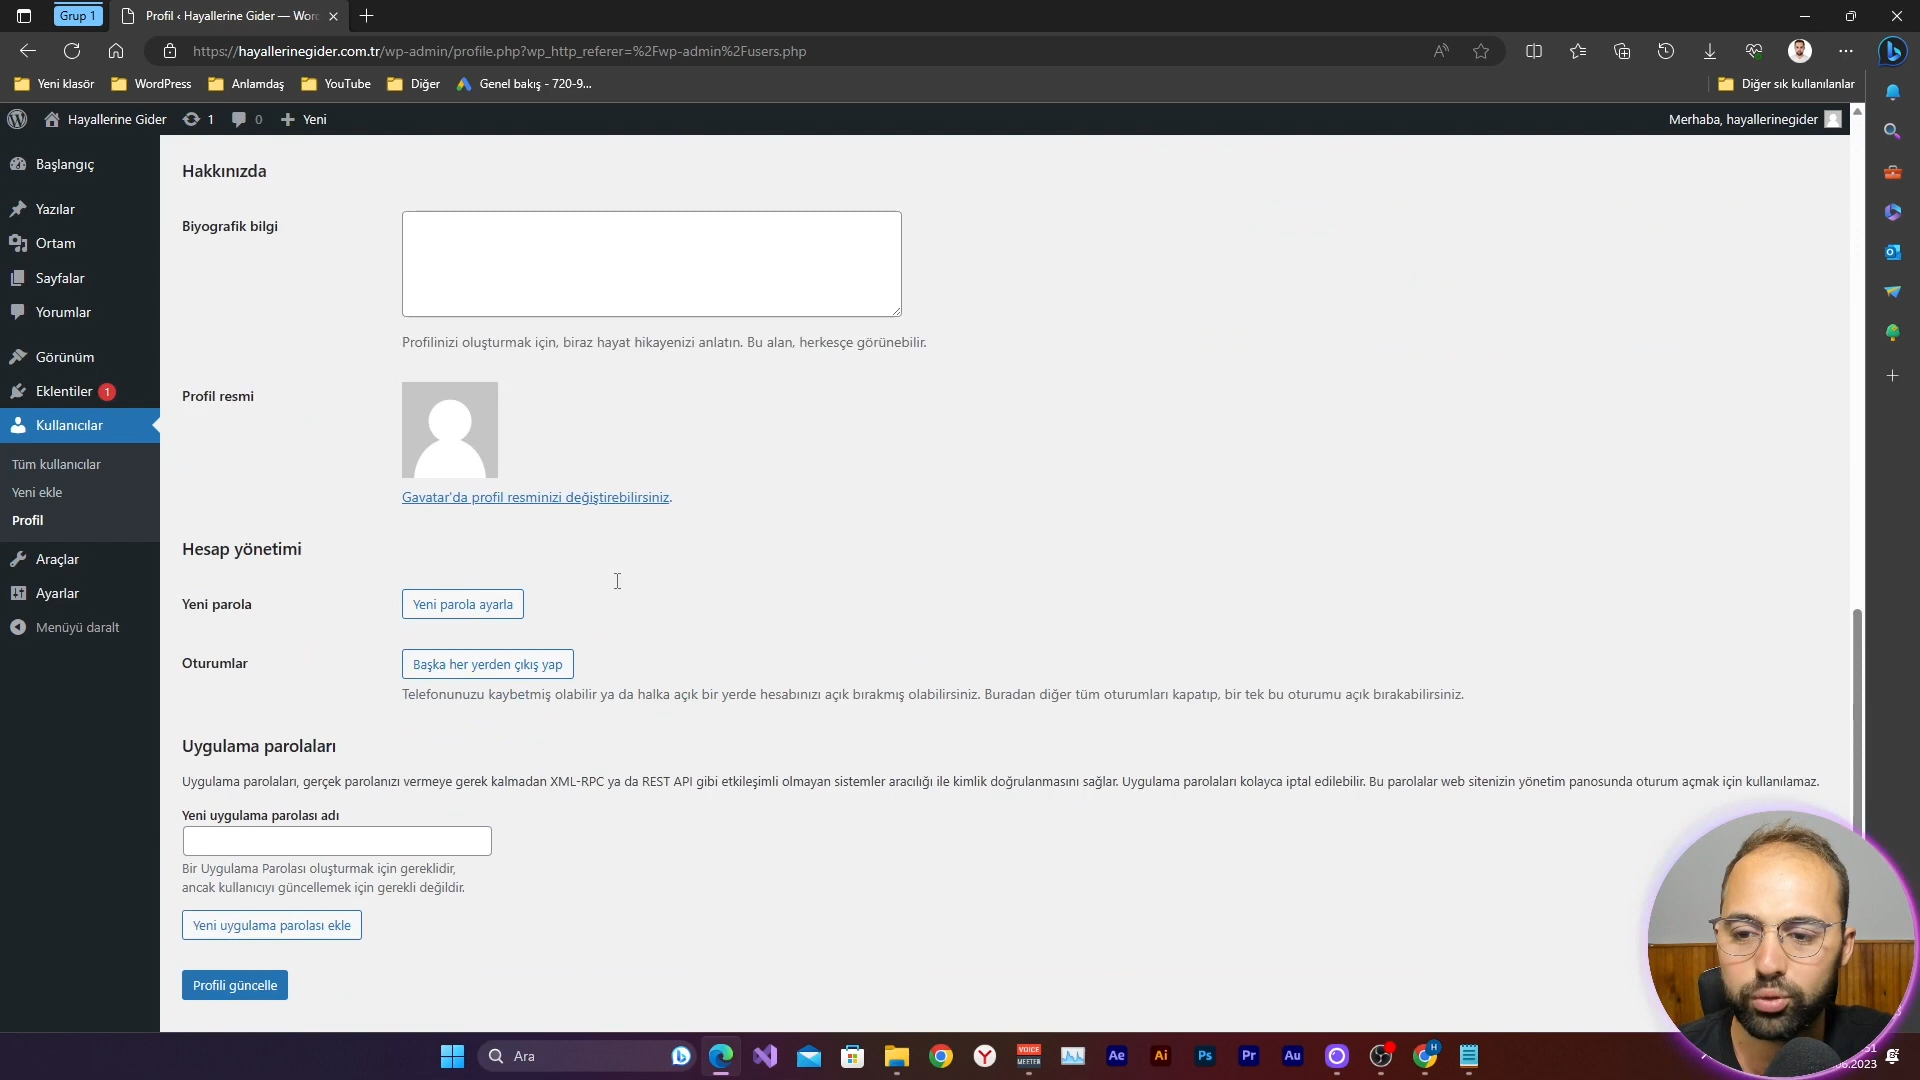 Grup 1
Profil ‹ Hayallerine Gider — Wor
https://hayallerinegider.com.tr/wp-admin/profile.php?wp_http_referer=%2Fwp-admin%2Fusers.php
Yeni klasör WordPress Anlamdaş YouTube Diğer Genel bakış - 720-9... Diğer sık kullanılanlar
Hayallerine Gider 1 0 Yeni Merhaba, hayallerinegider
Başlangıç
Yazılar
Ortam
Sayfalar
Yorumlar
Görünüm
Eklentiler 1
Kullanıcılar
Tüm kullanıcılar
Yeni ekle
Profil
Araçlar
Ayarlar
Menüyü daralt
Hakkınızda
Biyografik bilgi
Profilinizi oluşturmak için, biraz hayat hikayenizi anlatın. Bu alan, herkesçe görünebilir.
Profil resmi
Gavatar'da profil resminizi değiştirebilirsiniz.
Hesap yönetimi
Yeni parola Yeni parola ayarla
Oturumlar Başka her yerden çıkış yap
Telefonunuzu kaybetmiş olabilir ya da halka açık bir yerde hesabınızı açık bırakmış olabilirsiniz. Buradan diğer tüm oturumları kapatıp, bir tek bu oturumu açık bırakabilirsiniz.
Uygulama parolaları
Uygulama parolaları, gerçek parolanızı vermeye gerek kalmadan XML-RPC ya da REST API gibi etkileşimli olmayan sistemler aracılığı ile kimlik doğrulanmasını sağlar. Uygulama parolaları kolayca iptal edilebilir. Bu parolalar web sitenizin yönetim panosunda oturum açmak için kullanılamaz.
Yeni uygulama parolası adı
Bir Uygulama Parolası oluşturmak için gereklidir,
ancak kullanıcıyı güncellemek için gerekli değildir.
Yeni uygulama parolası ekle
Profili güncelle
Ara VOICE MEETER Ae Ai Ps Pr Au H